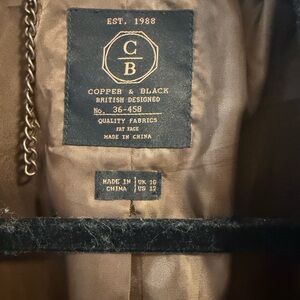 EST. 1988
C
B
COPPER & BLACK
BRITISH DESIGNED
No. 36-458
QUALITY FABRICS
FAT FACE
MADE IN CHINA
MADE IN UK 16
CHINA US 12